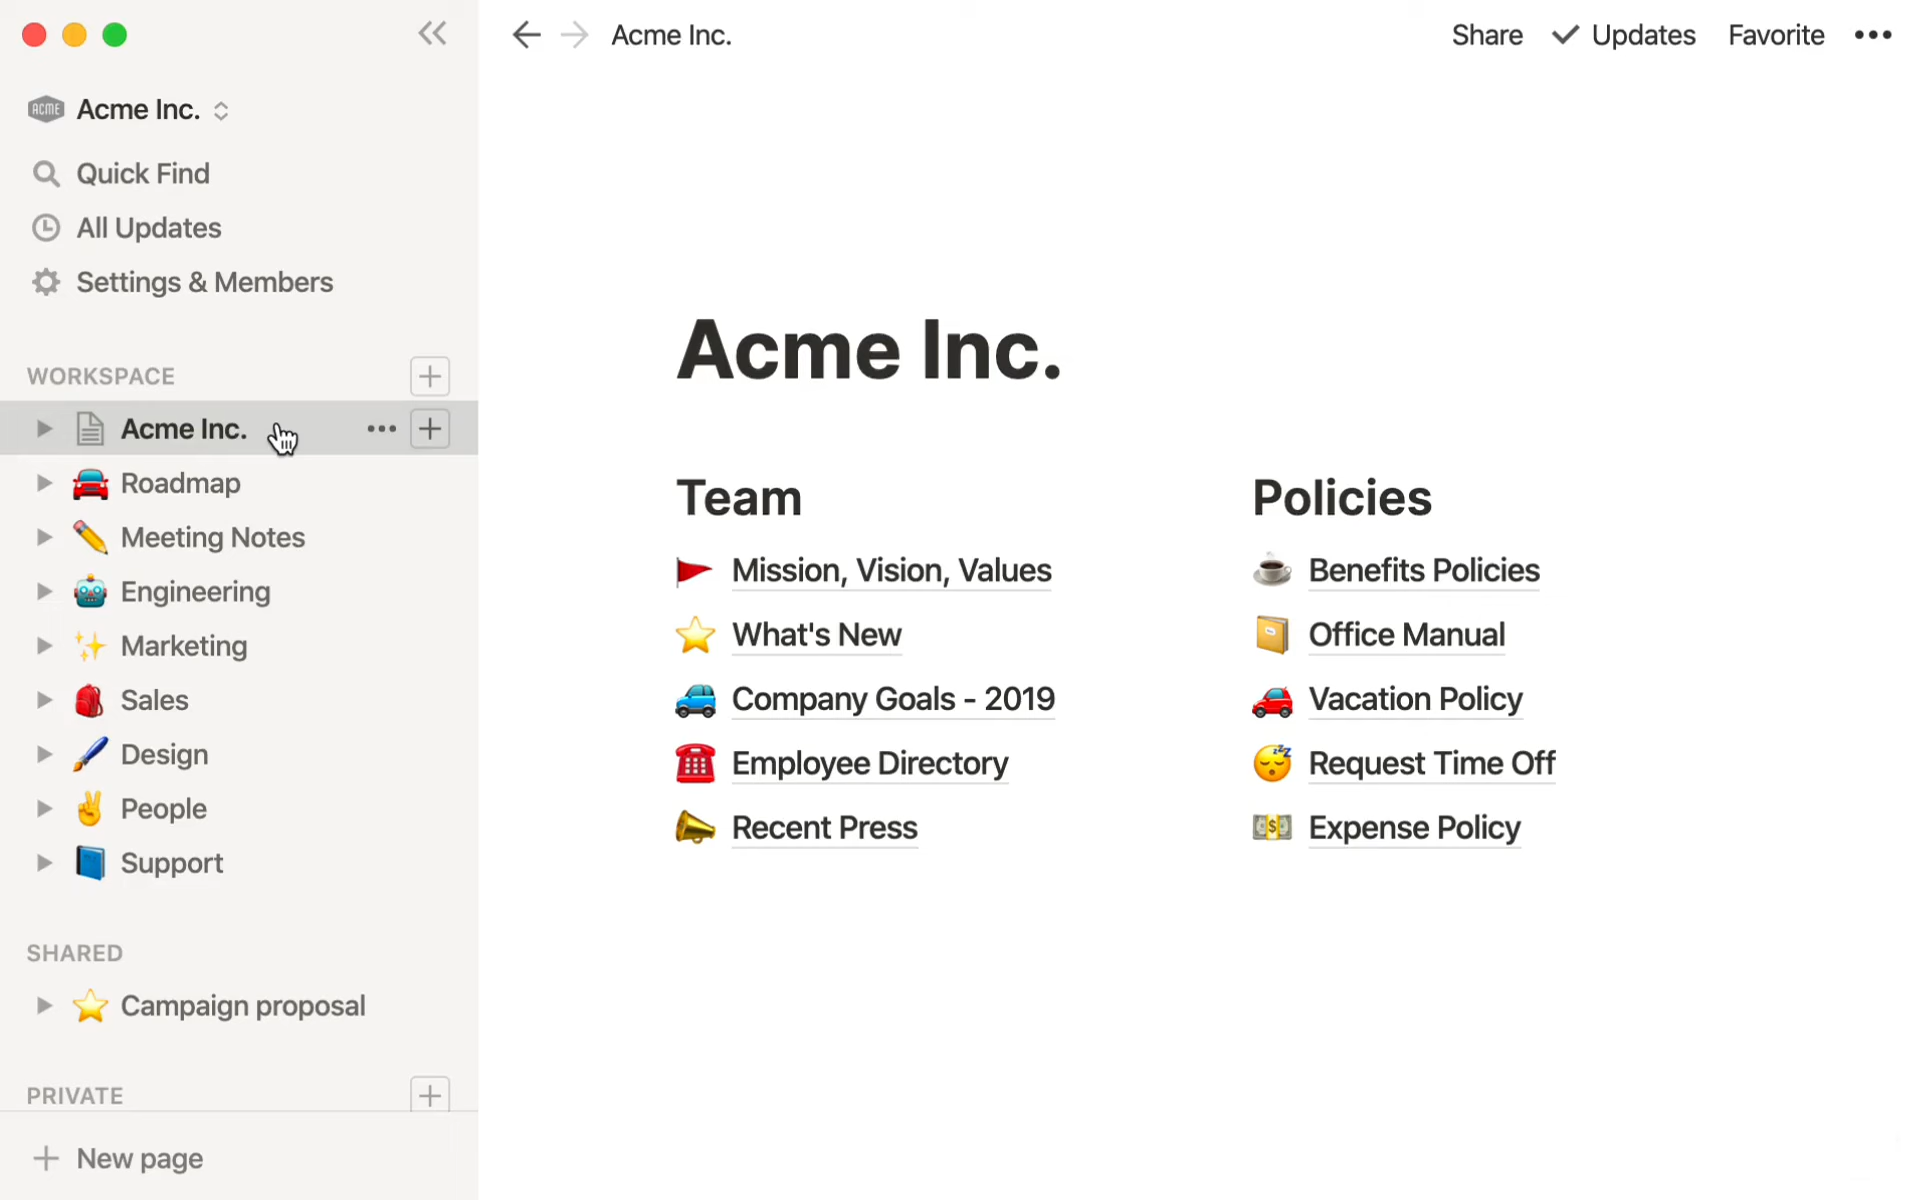 Acme Inc.
Share
Updates
Favorite
ACME
Acme Inc.
Quick Find
All Updates
Settings & Members
WORKSPACE
Acme Inc.
Roadmap
Meeting Notes
Engineering
Marketing
Sales
Design
People
Support
SHARED
Campaign proposal
PRIVATE
New page
Acme Inc.
Team
Mission, Vision, Values
What's New
Company Goals - 2019
Employee Directory
Recent Press
Policies
Benefits Policies
Office Manual
Vacation Policy
Request Time Off
Expense Policy